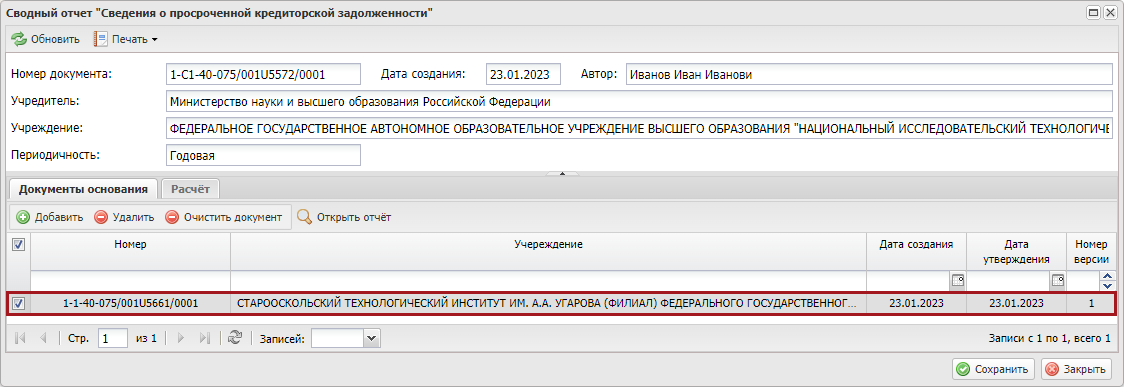 Сводный отчет "Сведения о просроченной кредиторской задолженности"
Обновить Печать
Номер документа: 1-С1-40-075/001U5572/0001 Дата создания: 23.01.2023 Автор: Иванов Иван Иванови
Учредитель: Министерство науки и высшего образования Российской Федерации
Учреждение: ФЕДЕРАЛЬНОЕ ГОСУДАРСТВЕННОЕ АВТОНОМНОЕ ОБРАЗОВАТЕЛЬНОЕ УЧРЕЖДЕНИЕ ВЫСШЕГО ОБРАЗОВАНИЯ "НАЦИОНАЛЬНЫЙ ИССЛЕДОВАТЕЛЬСКИЙ ТЕХНОЛОГИЧЕ
Периодичность: Годовая
Документы основания Расчёт
Добавить Удалить Очистить документ Открыть отчёт
Номер Учереждение Дата создания Дата утверждения Номер версии
1-1-40-075/001U5661/0001 СТАРООСКОЛЬСКИЙ ТЕХНОЛОГИЧЕСКИЙ ИНСТИТУТ ИМ. А.А. УГАРОВА (ФИЛИАЛ) ФЕДЕРАЛЬНОГО ГОСУДАРСТВЕННОГ... 23.01.2023 23.01.2023 1
Стр. 1 из 1 Записей: Записи с 1 по 1, всего 1
Сохранить Закрыть